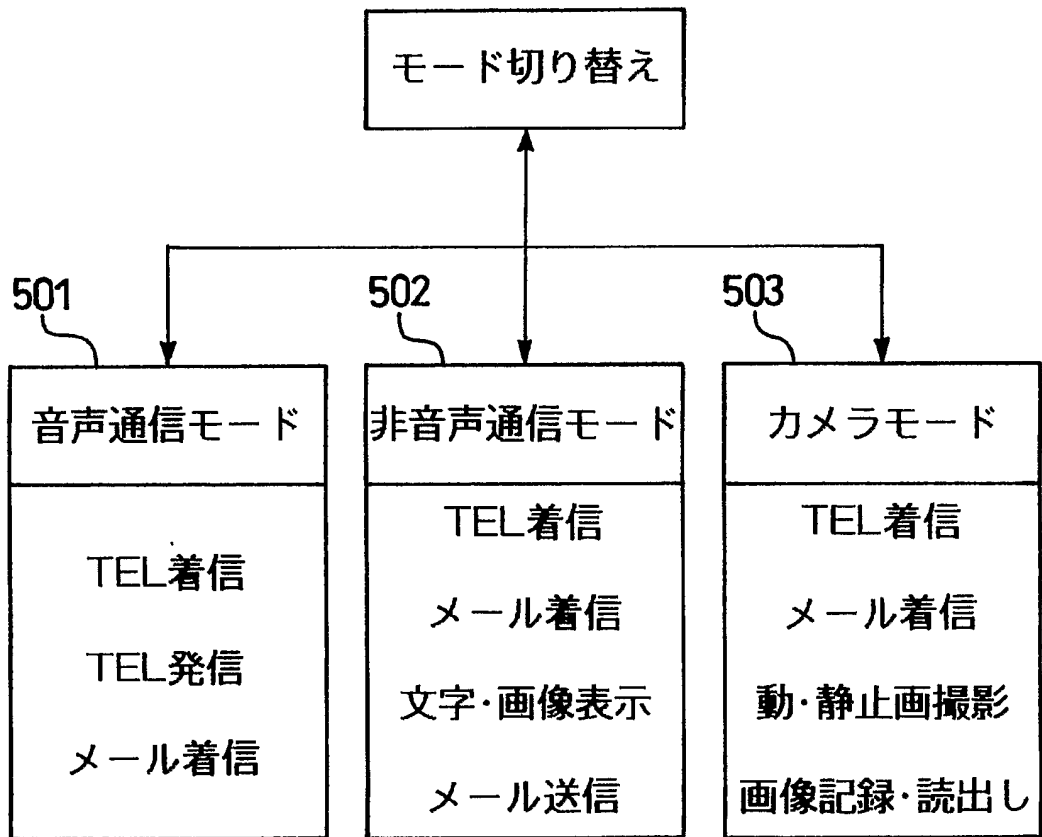 モード切り替え
501
502
503
音声通信モード
TEL着信
TEL発信
メール着信
非音声通信モード
TEL着信
メール着信
文字・画像表示
メール送信
カメラモード
TEL着信
メール着信
動・静止画撮影
画像記録・読出し